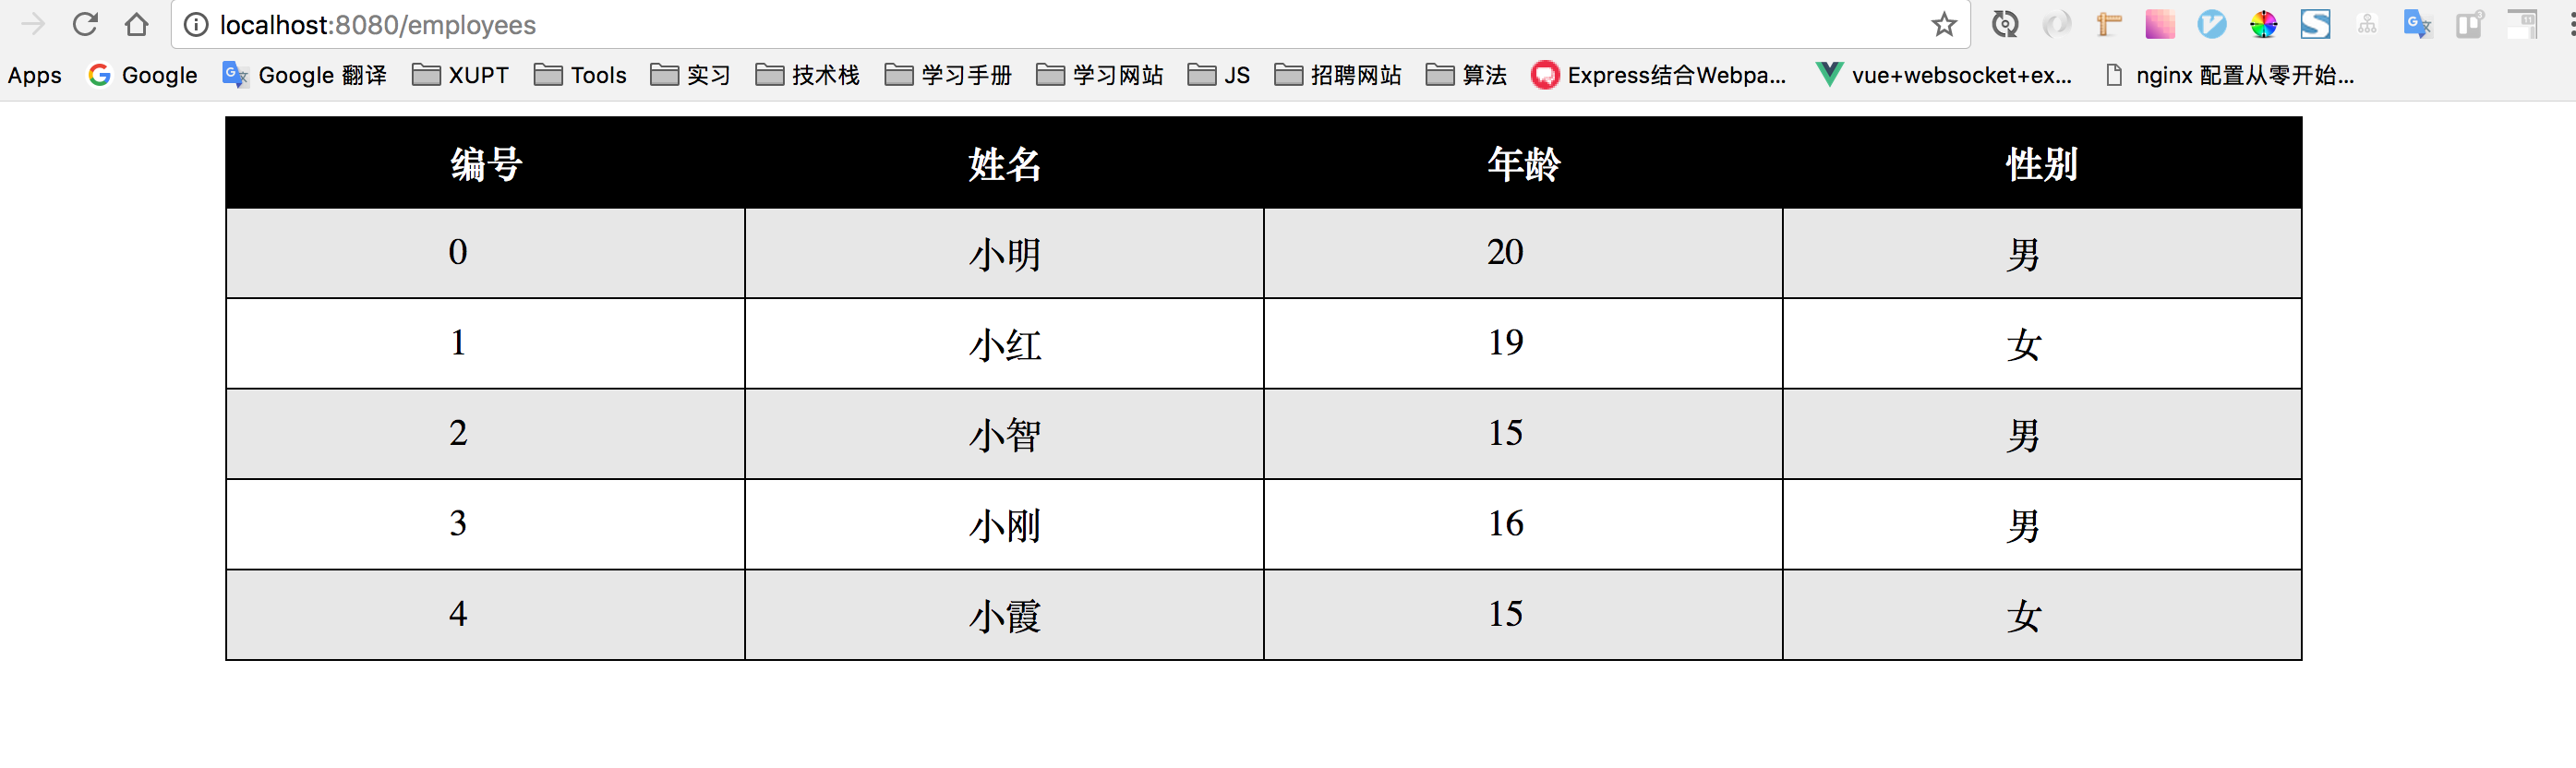 localhost:8080/employees
Apps Google Google 翻译 XUPT Tools 实习 技术栈 学习手册 学习网站 JS 招聘网站 算法 Express结合Webpa... vue+websocket+ex... nginx 配置从零开始...
编号 姓名 年龄 性别
0 小明 20 男
1 小红 19 女
2 小智 15 男
3 小刚 16 男
4 小霞 15 女